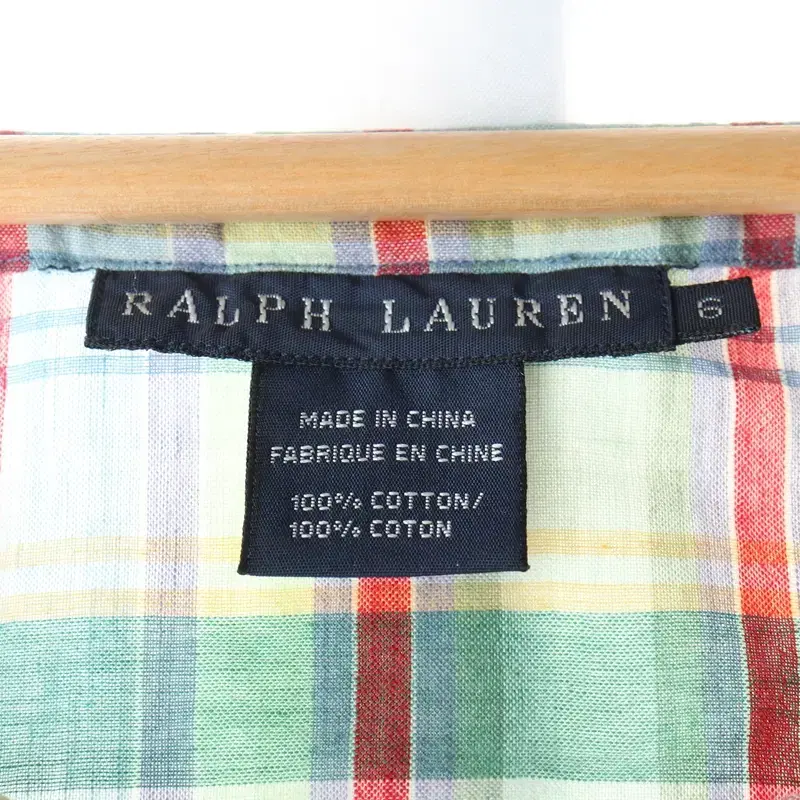 RALPH LAUREN 6
MADE IN CHINA
FABRIQUE EN CHINE
100% COTTON/
100% COTON